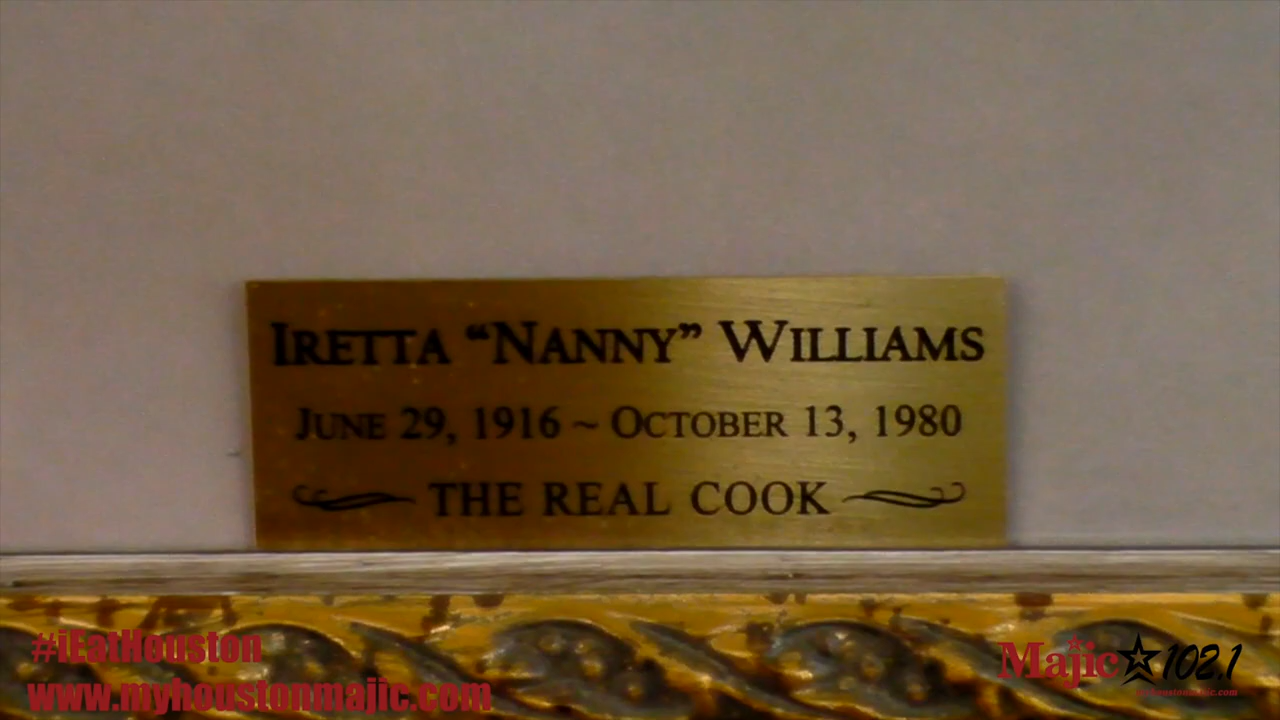 IRETTA “NANNY” WILLIAMS
JUNE 29, 1916 ~ OCTOBER 13, 1980
THE REAL COOK
#iEatHouston
www.myhoustonmajic.com
Majic 102.1